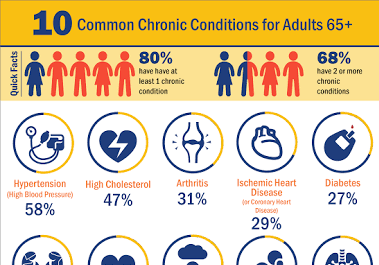 10 Common Chronic Conditions for Adults 65+
Quick Facts
80%
have have at
least 1 chronic
condition
68%
have 2 or more
chronic
conditions
Hypertension
(High Blood Pressure)
58%
High Cholesterol
47%
Arthritis
31%
Ischemic Heart
Disease
(or Coronary Heart
Disease)
29%
Diabetes
27%